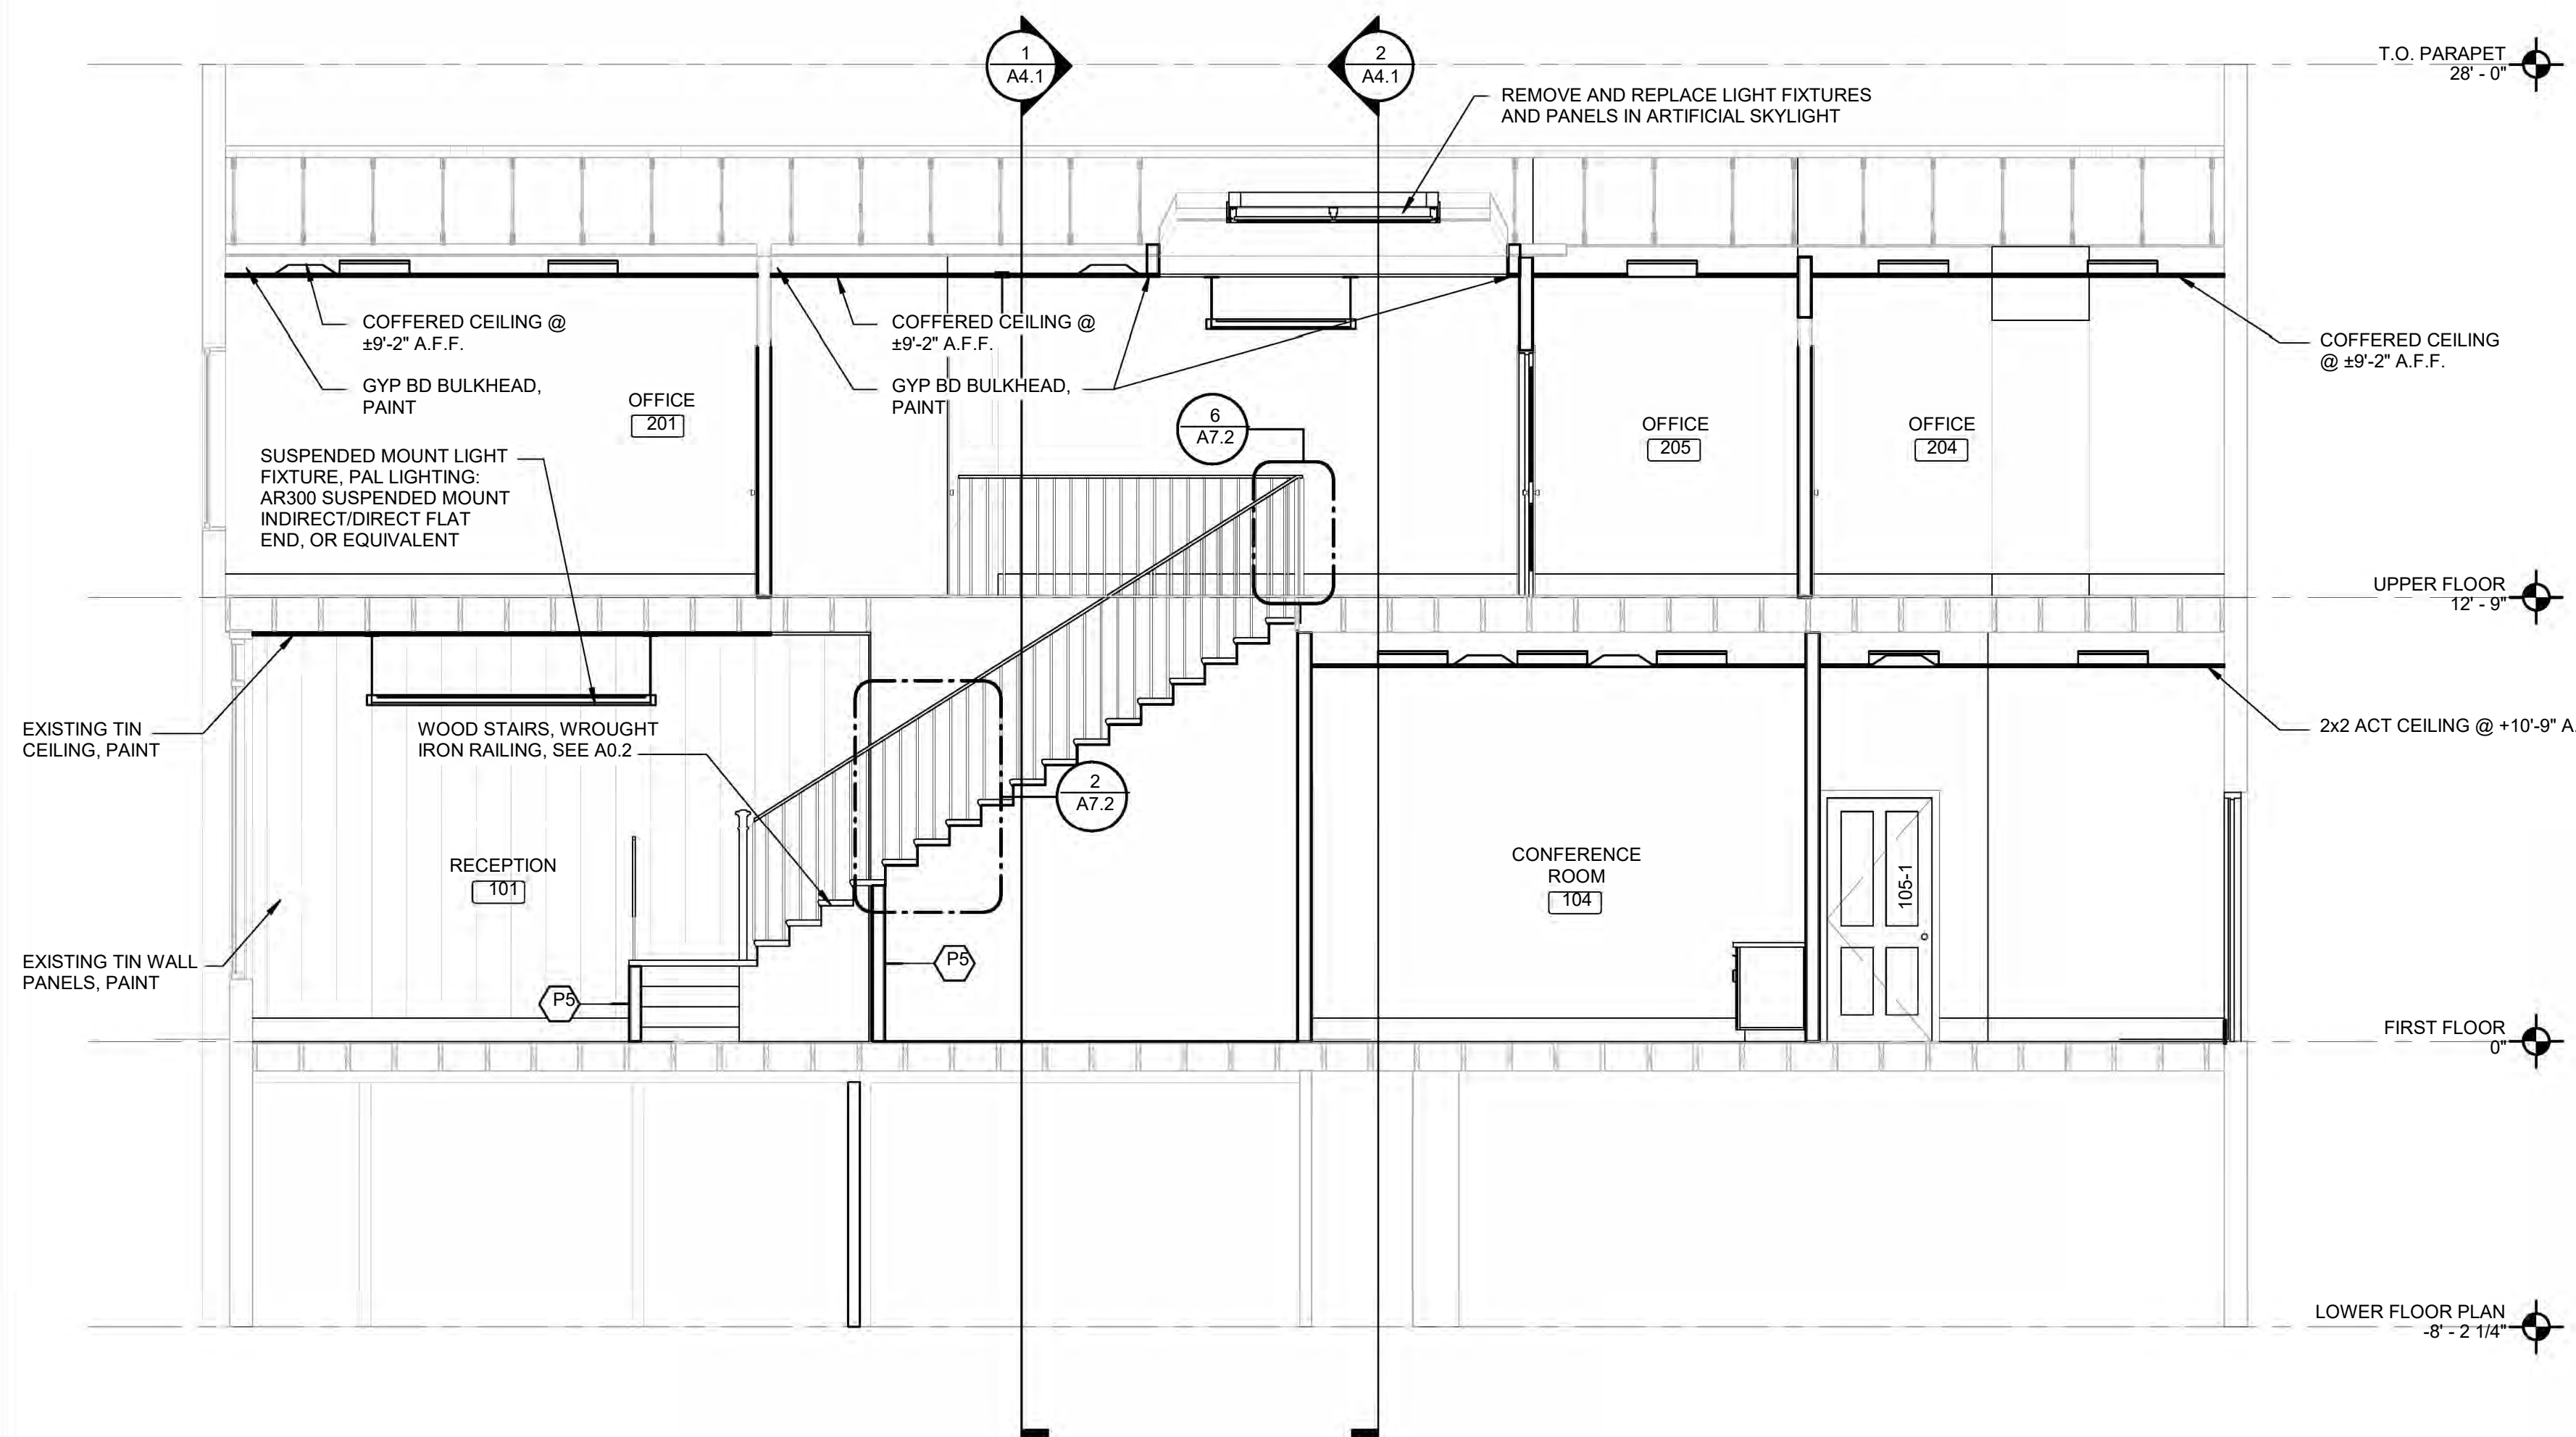 1
A4.1
2
A4.1
T.O. PARAPET
28' - 0"
REMOVE AND REPLACE LIGHT FIXTURES
AND PANELS IN ARTIFICIAL SKYLIGHT
COFFERED CEILING @
±9'-2" A.F.F.
GYP BD BULKHEAD,
PAINT
OFFICE
201
COFFERED CEILING @
±9'-2" A.F.F.
GYP BD BULKHEAD,
PAINT
6
A7.2
OFFICE
205
OFFICE
204
COFFERED CEILING
@ ±9'-2" A.F.F.
SUSPENDED MOUNT LIGHT
FIXTURE, PAL LIGHTING:
AR300 SUSPENDED MOUNT
INDIRECT/DIRECT FLAT
END, OR EQUIVALENT
UPPER FLOOR
12' - 9"
EXISTING TIN
CEILING, PAINT
WOOD STAIRS, WROUGHT
IRON RAILING, SEE A0.2
2
A7.2
2x2 ACT CEILING @ +10'-9" A.
RECEPTION
101
CONFERENCE
ROOM
104
105-1
EXISTING TIN WALL
PANELS, PAINT
P5
P5
FIRST FLOOR
0"
LOWER FLOOR PLAN
-8' - 2 1/4"